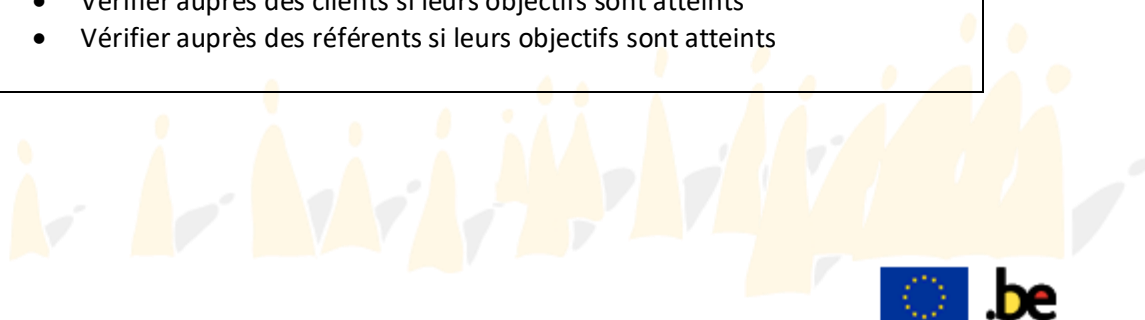 • Vérifier auprès des clients si leurs objectifs sont atteints
• Vérifier auprès des référents si leurs objectifs sont atteints
.be